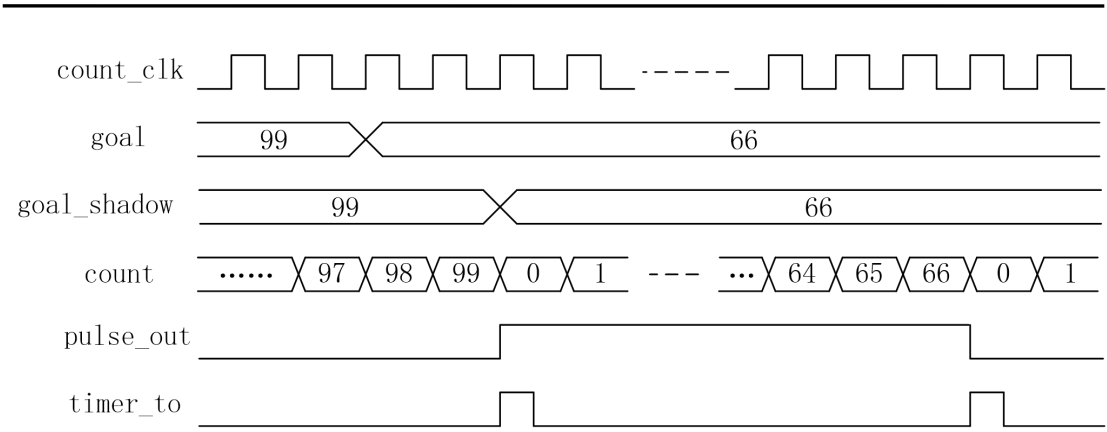 count_clk
goal 99 66
goal_shadow 99 66
count ...... 97 98 99 0 1 ... 64 65 66 0 1
pulse_out
timer_to